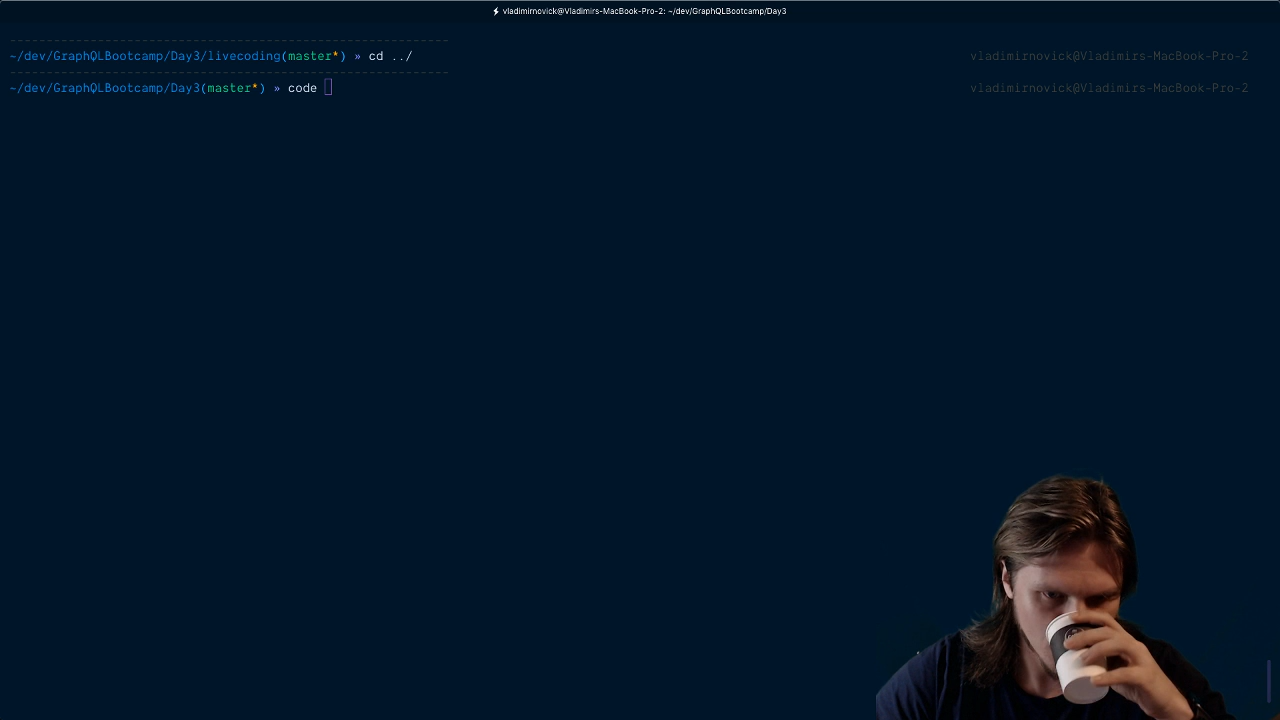 vladimirnovick@Vladimirs-MacBook-Pro-2: ~/dev/GraphQLBootcamp/Day3
~/dev/GraphQLBootcamp/Day3/livecoding(master*) » cd ../ vladimirnovick@Vladimirs-MacBook-Pro-2
~/dev/GraphQLBootcamp/Day3(master*) » code vladimirnovick@Vladimirs-MacBook-Pro-2